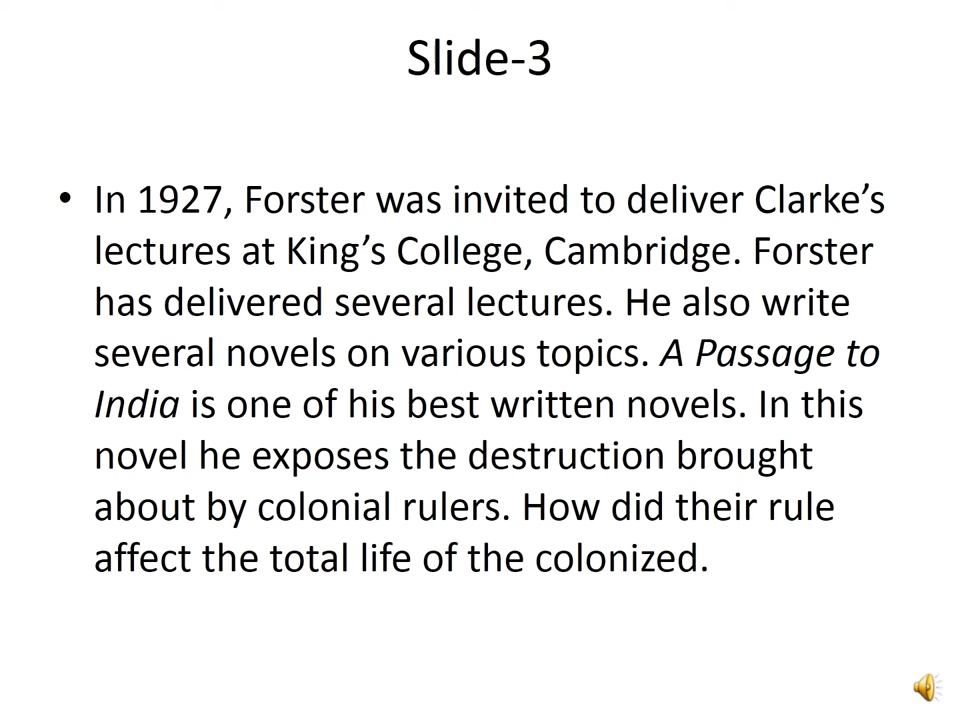 Slide-3
• In 1927, Forster was invited to deliver Clarke’s
lectures at King’s College, Cambridge. Forster
has delivered several lectures. He also write
several novels on various topics. A Passage to
India is one of his best written novels. In this
novel he exposes the destruction brought
about by colonial rulers. How did their rule
affect the total life of the colonized.